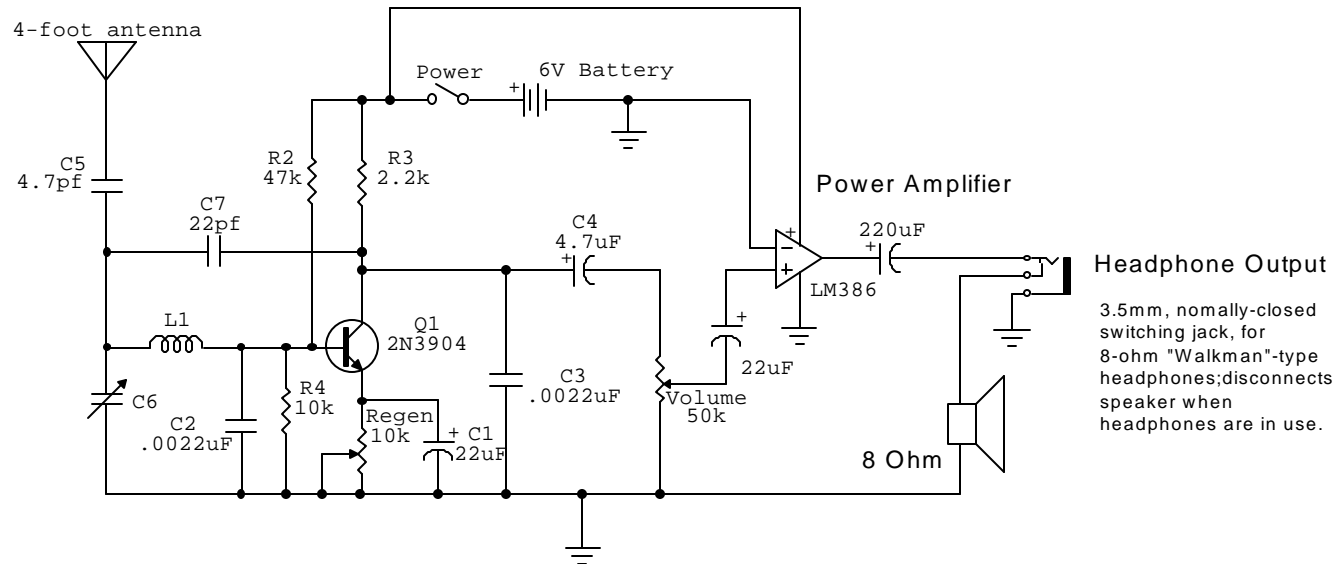 4-foot antenna
Power
6V Battery
+
R2
47k
R3
2.2k
C5
4.7pf
C7
22pf
Power Amplifier
C4
4.7uF
+
220uF
+
+
−
+
LM386
Headphone Output
3.5mm, nomally-closed
switching jack, for
8-ohm "Walkman"-type
headphones;disconnects
speaker when
headphones are in use.
L1
Q1
2N3904
+
22uF
C6
C2
.0022uF
R4
10k
Regen
10k
+ C1
22uF
C3
.0022uF
Volume
50k
8 Ohm